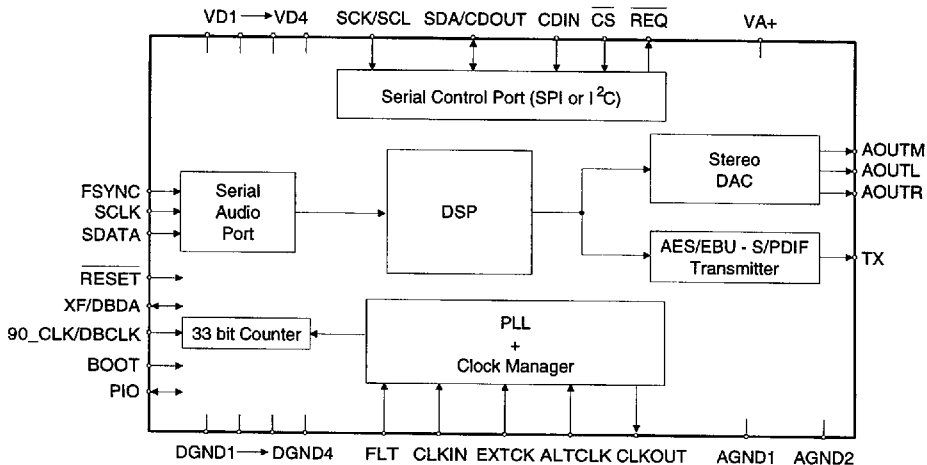 VD1 → VD4 SCK/SCL SDA/CDOUT CDIN CS REQ VA+
Serial Control Port (SPI or I²C)
FSYNC
SCLK
SDATA
Serial
Audio
Port
DSP
Stereo
DAC
AOUTM
AOUTL
AOUTR
AES/EBU - S/PDIF
Transmitter
TX
RESET
XF/DBDA
90_CLK/DBCLK
BOOT
PIO
33 bit Counter
PLL
+
Clock Manager
DGND1 → DGND4 FLT CLKIN EXTCK ALTCLK CLKOUT AGND1 AGND2